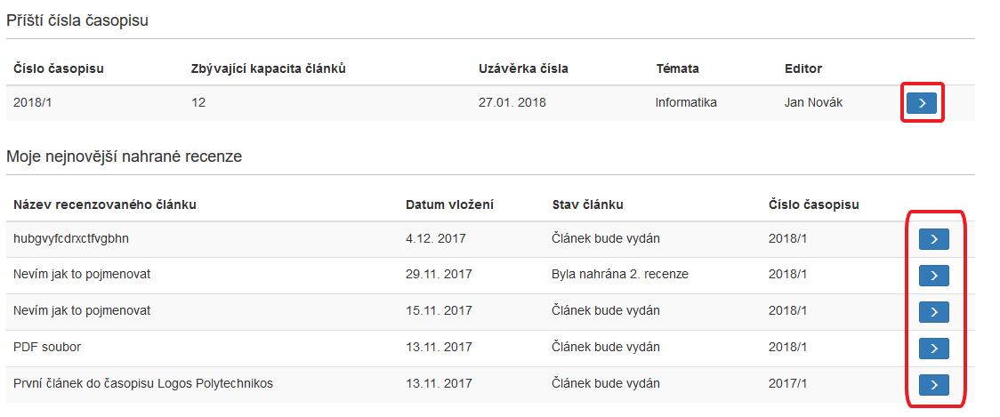 Příští čísla časopisu
Číslo časopisu Zbývající kapacita článků Uzávěrka čísla Témata Editor
2018/1 12 27.01. 2018 Informatika Jan Novák
Moje nejnovější nahrané recenze
Název recenzovaného článku Datum vložení Stav článku Číslo časopisu
hubgvyfcdrxctfvgbhn 4.12. 2017 Článek bude vydán 2018/1
Nevím jak to pojmenovat 29.11. 2017 Byla nahrána 2. recenze 2018/1
Nevím jak to pojmenovat 15.11. 2017 Článek bude vydán 2018/1
PDF soubor 13.11. 2017 Článek bude vydán 2018/1
První článek do časopisu Logos Polytechnikos 13.11. 2017 Článek bude vydán 2017/1